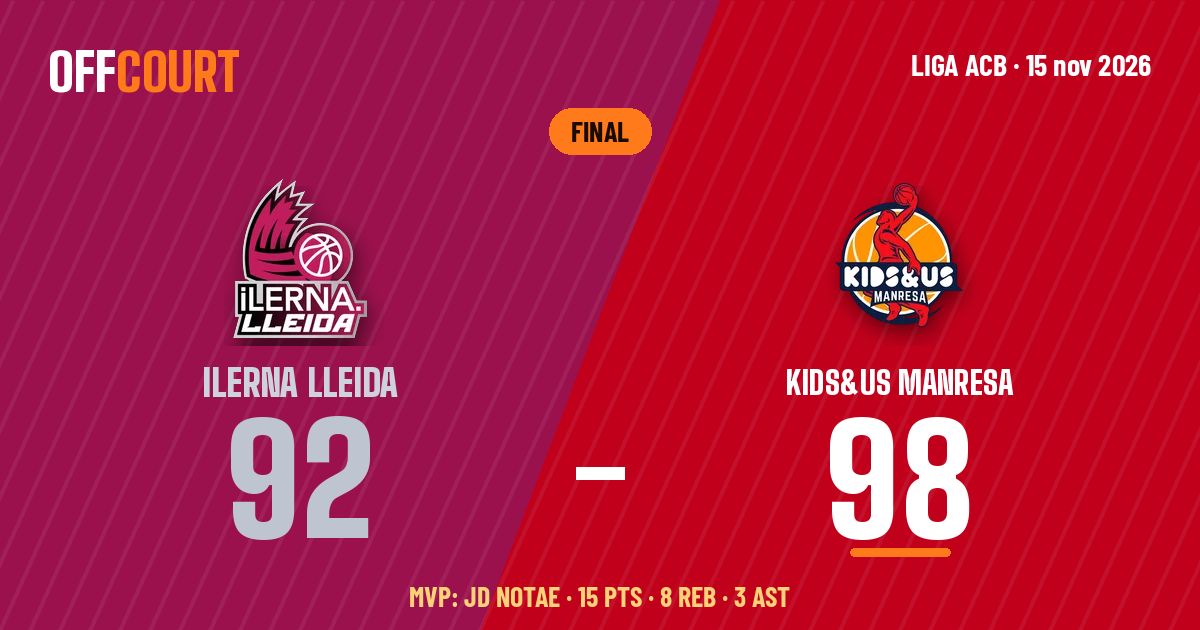 OFFCOURT
LIGA ACB · 15 nov 2026
FINAL
iLERNA.
LLEIDA
KIDS&US
MANRESA
ILERNA LLEIDA
KIDS&US MANRESA
92 – 98
MVP: JD NOTAE · 15 PTS · 8 REB · 3 AST